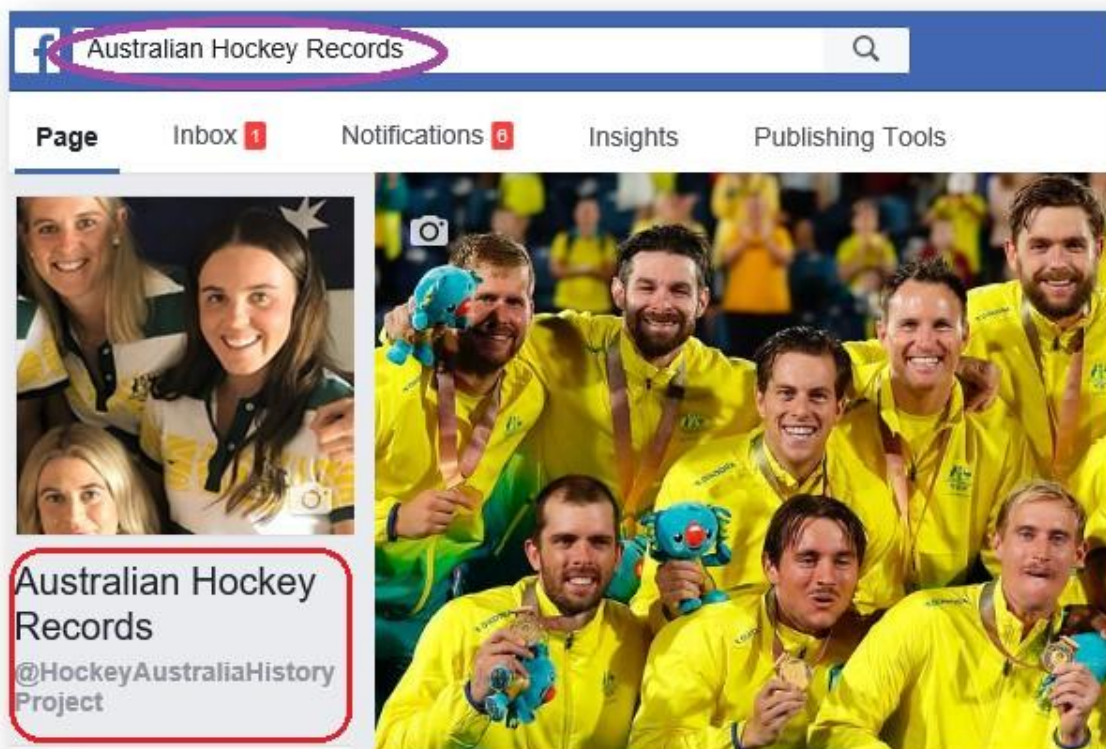 f Australian Hockey Records
Page Inbox 1 Notifications 6 Insights Publishing Tools
Australian Hockey
Records
@HockeyAustraliaHistory
Project